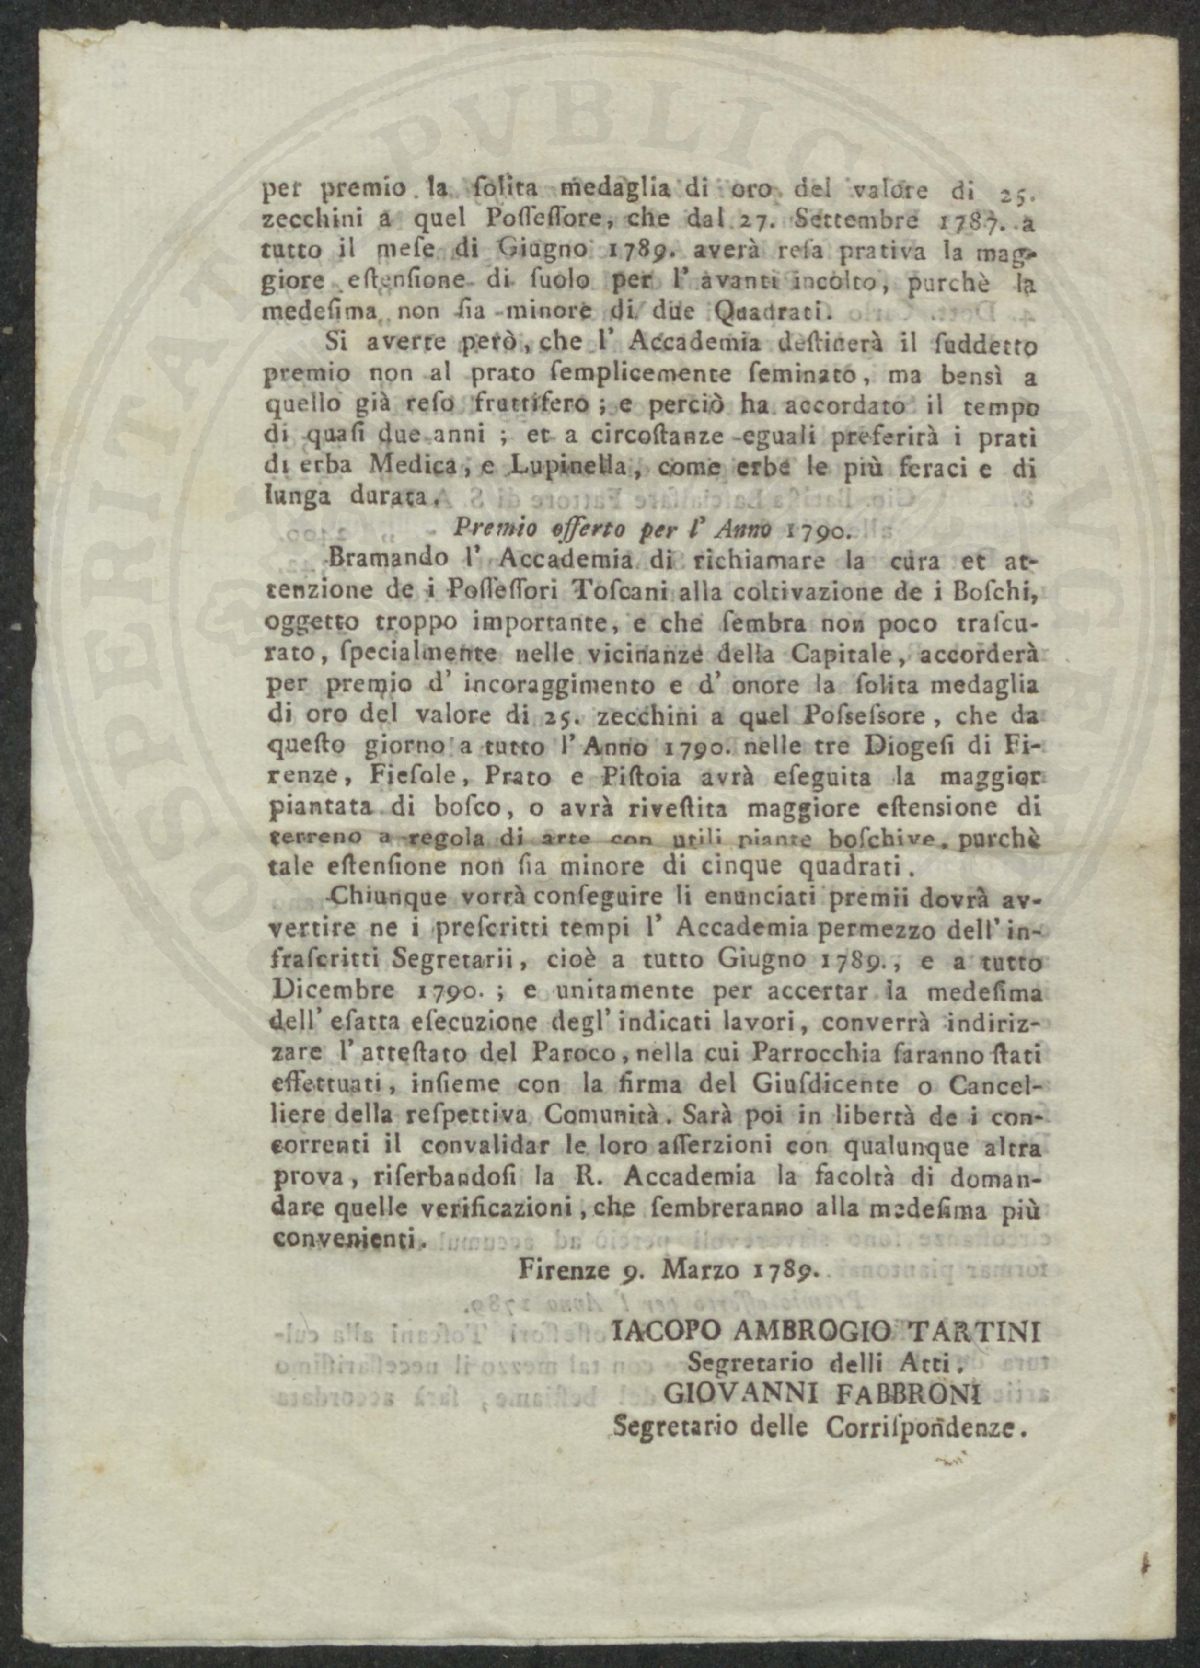 per premio la ſolita medaglia di oro del valore di 25.
zecchini a quel Poſſeſſore, che dal 27. Settembre 1787. a
tutto il meſe di Giugno 1789. averà reſa prativa la mag-
giore eſtenſione di ſuolo per l' avanti incolto, purchè la
medeſima non ſia minore di due Quadrati.
Si averte però, che l' Accademia deſtinerà il ſuddetto
premio non al prato ſemplicemente ſeminato, ma bensì a
quello già reſo fruttifero; e perciò ha accordato il tempo
di quaſi due anni; et a circoſtanze eguali preferirà i prati
di erba Medica, e Lupinella, come erbe le più feraci e di
lunga durata.
Premio offerto per l' Anno 1790.
Bramando l' Accademia di richiamare la cura et at-
tenzione de i Poſſeſſori Toſcani alla coltivazione de i Boſchi,
oggetto troppo importante, e che ſembra non poco traſcu-
rato, ſpecialmente nelle vicinanze della Capitale, accorderà
per premio d' incoraggimento e d' onore la ſolita medaglia
di oro del valore di 25. zecchini a quel Poſseſsore, che da
queſto giorno a tutto l' Anno 1790. nelle tre Diogeſi di Fi-
renze, Fieſole, Prato e Piſtoia avrà eſeguita la maggior
piantata di boſco, o avrà riveſtita maggiore eſtenſione di
terreno a regola di arte con utili piante boſchive, purchè
tale eſtenſione non ſia minore di cinque quadrati.
Chiunque vorrà conſeguire li enunciati premii dovrà av-
vertire ne i preſcritti tempi l' Accademia permezzo dell' in-
fraſcritti Segretarii, cioè a tutto Giugno 1789., e a tutto
Dicembre 1790.; e unitamente per accertar la medeſima
dell' eſatta eſecuzione degl' indicati lavori, converrà indiriz-
zare l' atteſtato del Paroco, nella cui Parrocchia ſaranno ſtati
effettuati, inſieme con la firma del Giuſdicente o Cancel-
liere della reſpettiva Comunità. Sarà poi in libertà de i con-
correnti il convalidar le loro aſſerzioni con qualunque altra
prova, riſerbandoſi la R. Accademia la facoltà di doman-
dare quelle verificazioni, che ſembreranno alla medeſima più
convenienti.
Firenze 9. Marzo 1789.
IACOPO AMBROGIO TARTINI
Segretario delli Atti.
GIOVANNI FABBRONI
Segretario delle Corriſpondenze.